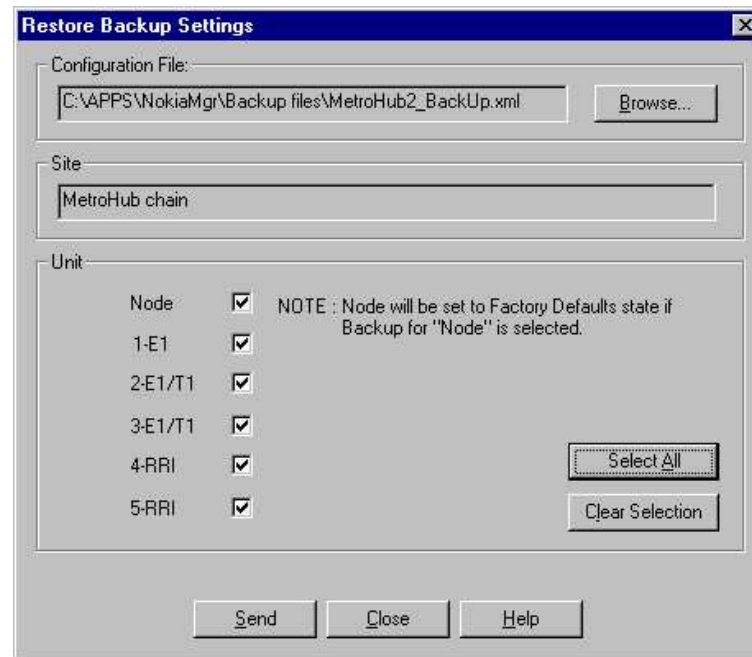 Restore Backup Settings
Configuration File:
C:\APPS\NokiaMgr\Backup files\MetroHub2_BackUp.xml
Browse...
Site
MetroHub chain
Unit
Node
NOTE : Node will be set to Factory Defaults state if
Backup for "Node" is selected.
1-E1
2-E1/T1
3-E1/T1
4-RRI
Select All
5-RRI
Clear Selection
Send
Close
Help